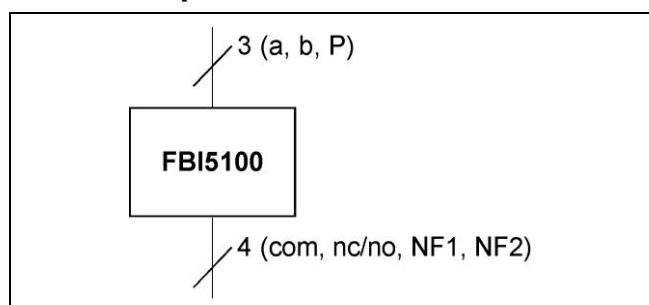 3 (a, b, P)
FBI5100
4 (com, nc/no, NF1, NF2)